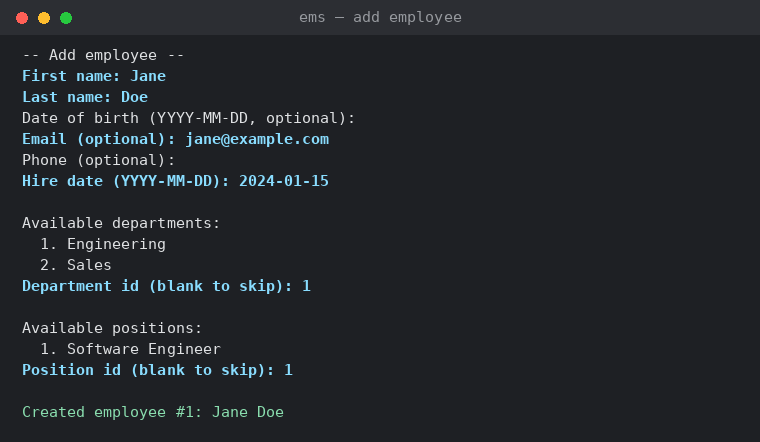 ems — add employee
-- Add employee --
First name: Jane
Last name: Doe
Date of birth (YYYY-MM-DD, optional):
Email (optional): jane@example.com
Phone (optional):
Hire date (YYYY-MM-DD): 2024-01-15
Available departments:
1. Engineering
2. Sales
Department id (blank to skip): 1
Available positions:
1. Software Engineer
Position id (blank to skip): 1
Created employee #1: Jane Doe